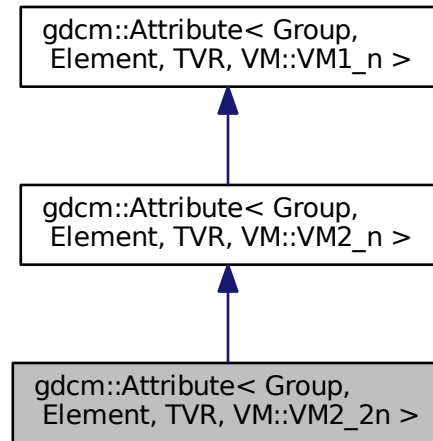 gdcm::Attribute< Group,
Element, TVR, VM::VM1_n >
gdcm::Attribute< Group,
Element, TVR, VM::VM2_n >
gdcm::Attribute< Group,
Element, TVR, VM::VM2_2n >